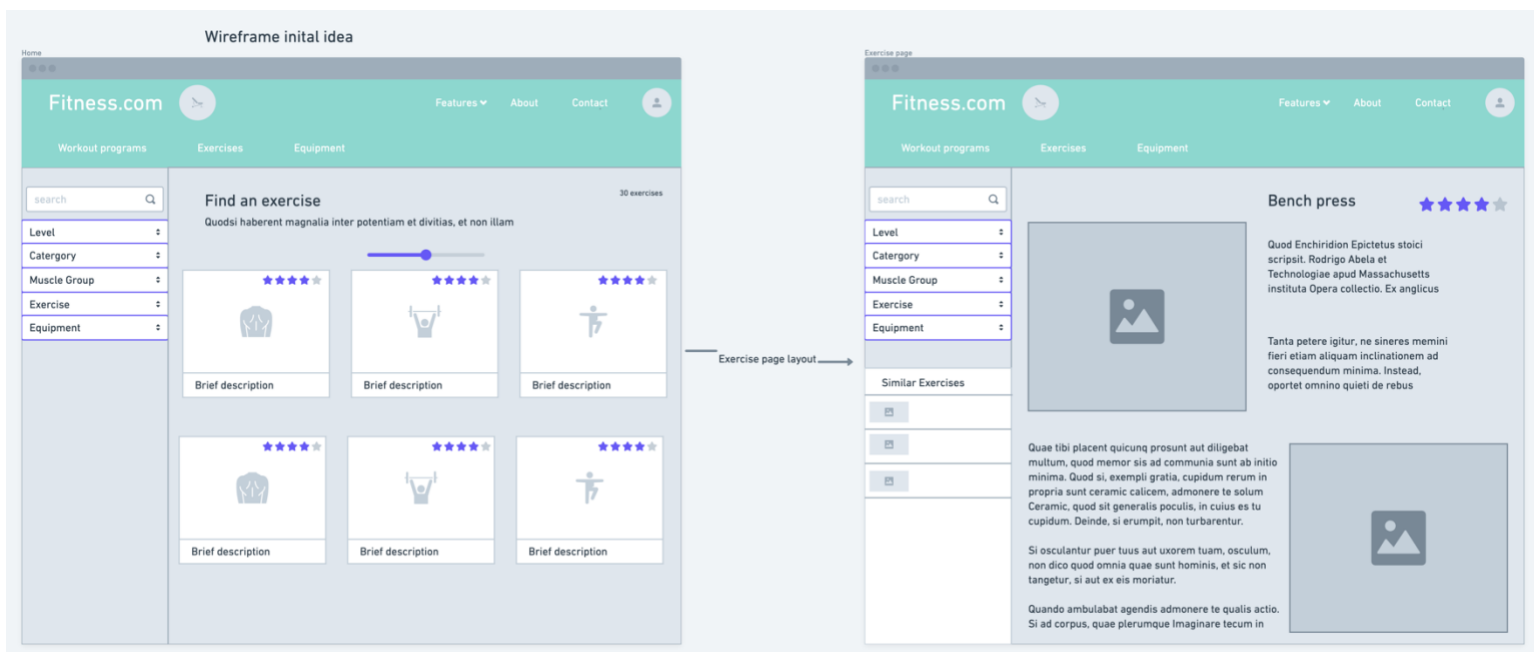 Wireframe inital idea
Home
Fitness.com
Features
About
Contact
Workout programs
Exercises
Equipment
search
Level
Catergory
Muscle Group
Exercise
Equipment
Find an exercise
30 exercises
Quodsi haberent magnalia inter potentiam et divitias, et non illam
Brief description
Brief description
Brief description
Brief description
Brief description
Brief description
Exercise page layout
Exercise page
Fitness.com
Features
About
Contact
Workout programs
Exercises
Equipment
search
Level
Catergory
Muscle Group
Exercise
Equipment
Similar Exercises
Bench press
Quod Enchiridion Epictetus stoici
scripsit. Rodrigo Abela et
Technologiae apud Massachusetts
instituta Opera collectio. Ex anglicus
Tanta petere igitur, ne sineres memini
fieri etiam aliquam inclinationem ad
consequendum minima. Instead,
oportet omnino quieti de rebus
Quae tibi placent quicunq prosunt aut diligebat
multum, quod memor sis ad communia sunt ab initio
minima. Quod si, exempli gratia, cupidum rerum in
propria sunt ceramic calicem, admonere te solum
Ceramic, quod sit generalis poculis, in cuius es tu
cupidum. Deinde, si erumpit, non turbarentur.
Si osculantur puer tuus aut uxorem tuam, osculum,
non dico quod omnia quae sunt hominis, et sic non
tangetur, si aut ex eis moriatur.
Quando ambulabat agendis admonere te qualis actio.
Si ad corpus, quae plerumque Imaginare tecum in